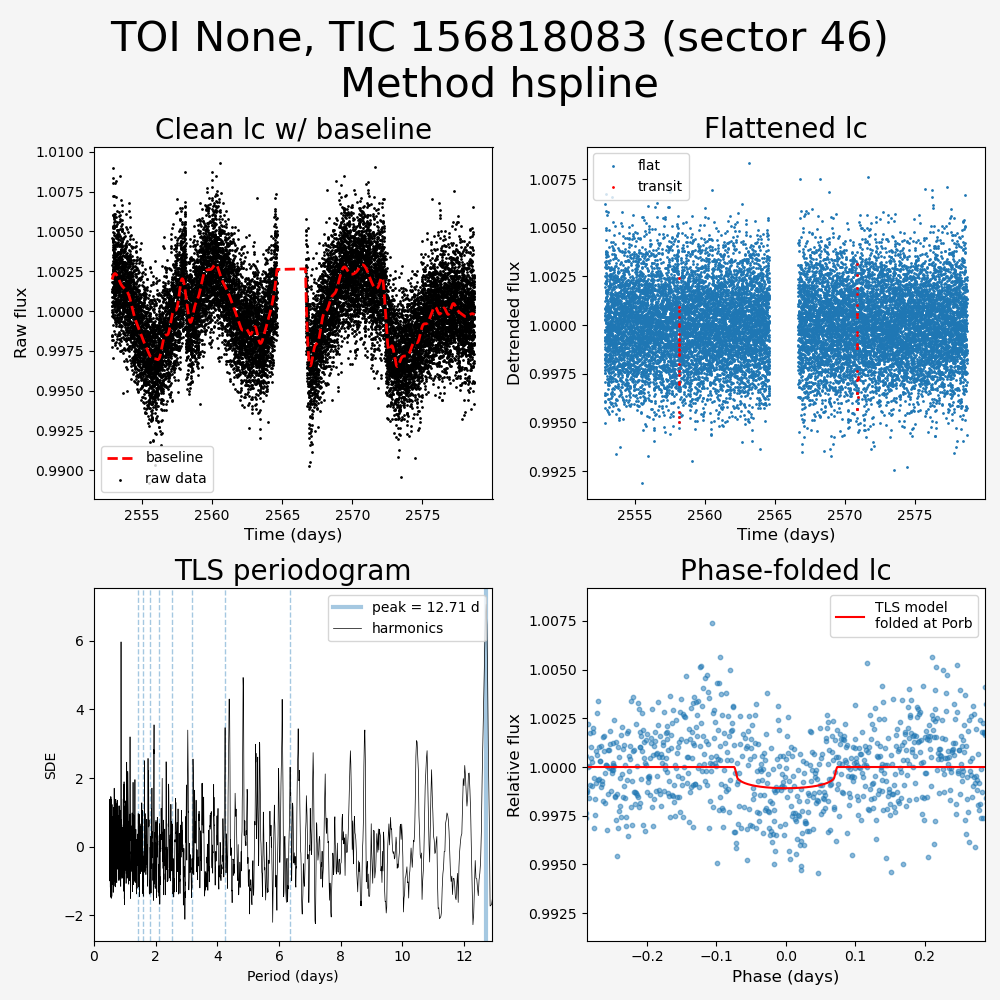 TOI None, TIC 156818083 (sector 46)
Method hspline
Clean lc w/ baseline
1.0100
1.0075
1.0050
1.0025
1.0000
0.9975
0.9950
0.9925
0.9900
Raw flux
baseline
raw data
2555
2560
2565
2570
2575
Time (days)
Flattened lc
flat
transit
1.0075
1.0050
1.0025
1.0000
0.9975
0.9950
0.9925
Detrended flux
2555
2560
2565
2570
2575
Time (days)
TLS periodogram
peak = 12.71 d
harmonics
6
4
2
0
−2
SDE
0
2
4
6
8
10
12
Period (days)
Phase-folded lc
TLS model
folded at Porb
1.0075
1.0050
1.0025
1.0000
0.9975
0.9950
0.9925
Relative flux
−0.2
−0.1
0.0
0.1
0.2
Phase (days)